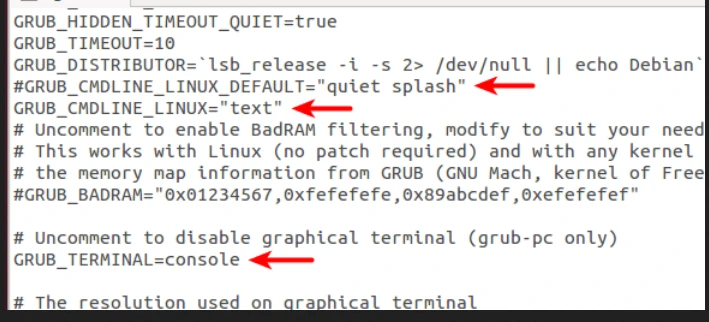 GRUB_HIDDEN_TIMEOUT_QUIET=true
GRUB_TIMEOUT=10
GRUB_DISTRIBUTOR=`lsb_release -i -s 2> /dev/null || echo Debian`
#GRUB_CMDLINE_LINUX_DEFAULT="quiet splash"
GRUB_CMDLINE_LINUX="text"
# Uncomment to enable BadRAM filtering, modify to suit your need
# This works with Linux (no patch required) and with any kernel
# the memory map information from GRUB (GNU Mach, kernel of Free
#GRUB_BADRAM="0x01234567,0xfefefefe,0x89abcdef,0xefefefef"
# Uncomment to disable graphical terminal (grub-pc only)
GRUB_TERMINAL=console
# The resolution used on graphical terminal